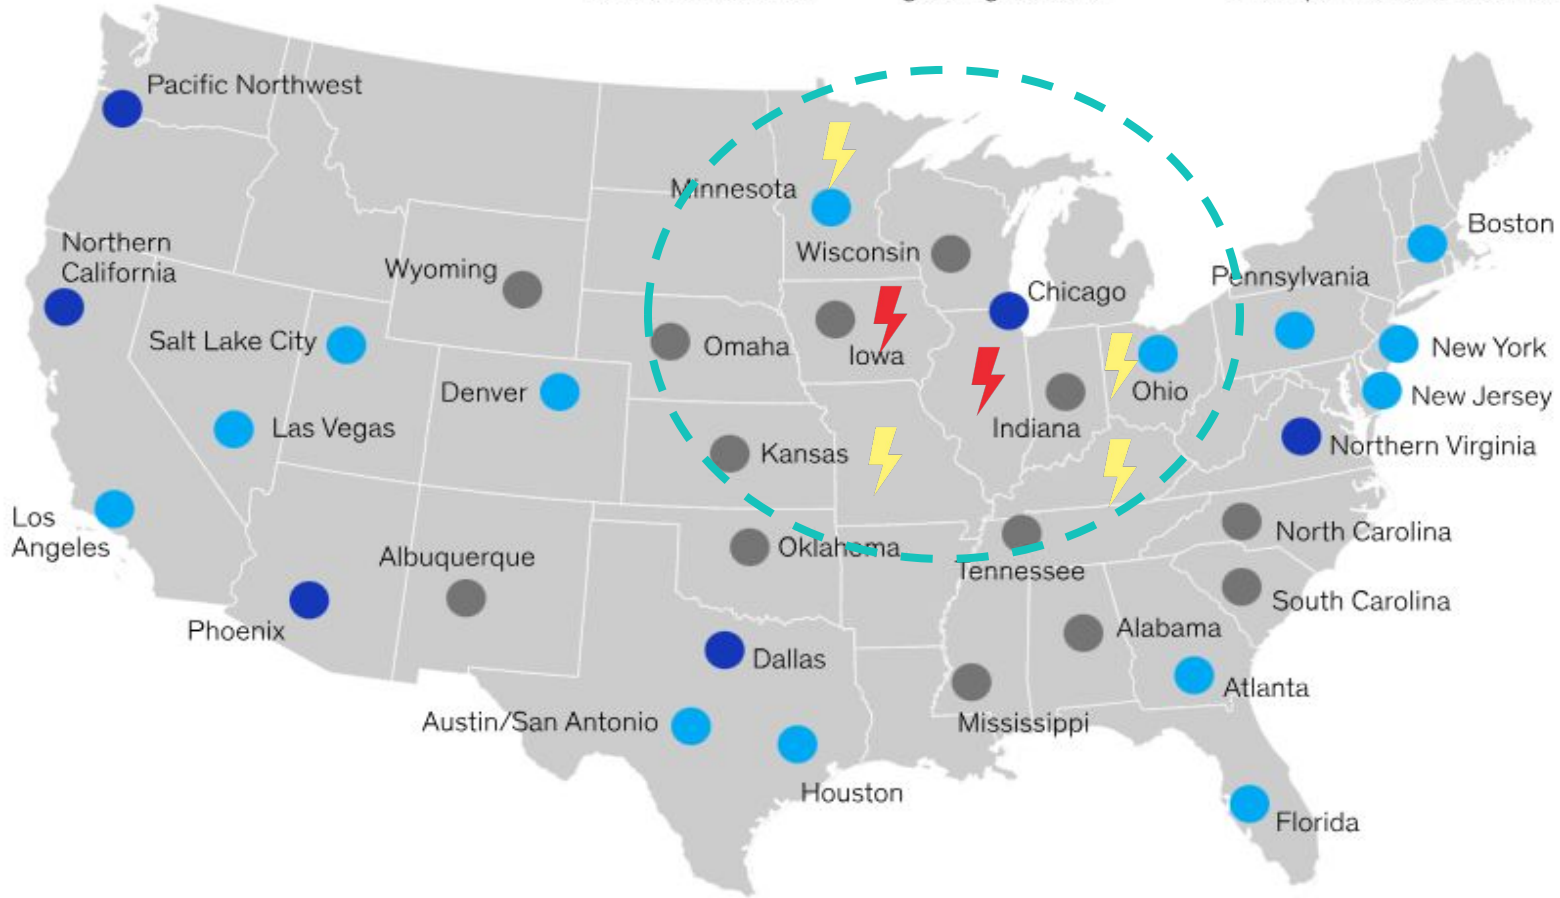 Pacific Northwest
Minnesota
Boston
Northern
California
Wisconsin
Wyoming
Pennsylvania
Chicago
Salt Lake City
Omaha
Iowa
New York
Denver
Ohio
New Jersey
Las Vegas
Indiana
Northern Virginia
Kansas
Los
Angeles
North Carolina
Albuquerque
Oklahoma
Tennessee
South Carolina
Phoenix
Alabama
Dallas
Atlanta
Austin/San Antonio
Mississippi
Houston
Florida